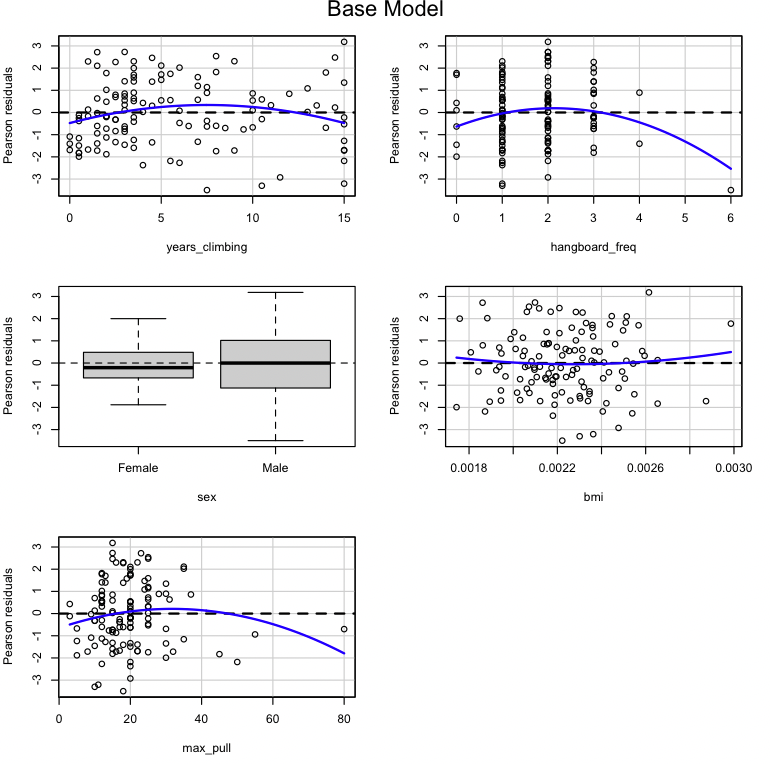 Base Model
Pearson residuals
3
2
1
0
-1
-2
-3
0 5 10 15
years_climbing
Pearson residuals
3
2
1
0
-1
-2
-3
0 1 2 3 4 5 6
hangboard_freq
Pearson residuals
3
2
1
0
-1
-2
-3
Female Male
sex
Pearson residuals
3
2
1
0
-1
-2
-3
0.0018 0.0022 0.0026 0.0030
bmi
Pearson residuals
3
2
1
0
-1
-2
-3
0 20 40 60 80
max_pull